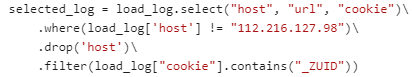 selected_log = load_log.select("host", "url", "cookie")\
    .where(load_log['host'] != "112.216.127.98")\
    .drop('host')\
    .filter(load_log["cookie"].contains("_ZUID"))